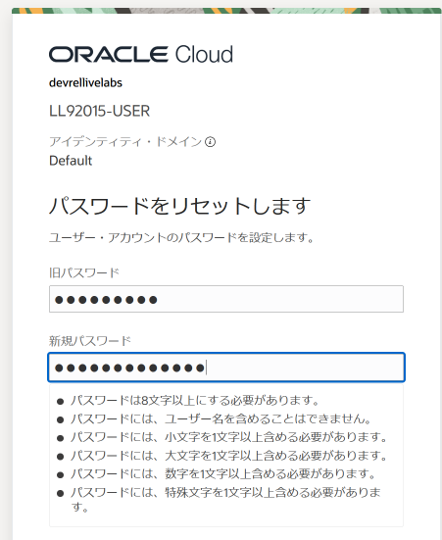 ORACLE Cloud
devrellivelabs
LL92015-USER
アイデンティティ・ドメイン
Default
パスワードをリセットします
ユーザー・アカウントのパスワードを設定します。
旧パスワード
●●●●●●●●●
新規パスワード
●●●●●●●●●●●●●
● パスワードは8文字以上にする必要があります。
● パスワードには、ユーザー名を含めることはできません。
● パスワードには、小文字を1文字以上含める必要があります。
● パスワードには、大文字を1文字以上含める必要があります。
● パスワードには、数字を1文字以上含める必要があります。
● パスワードには、特殊文字を1文字以上含める必要がありま
す。